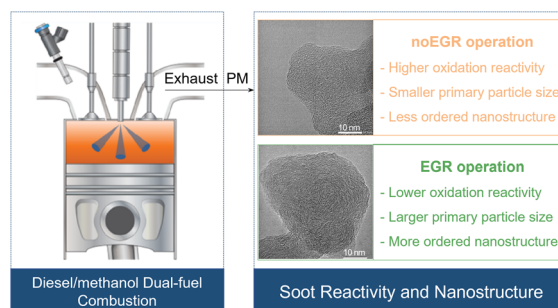 Exhaust PM
noEGR operation
- Higher oxidation reactivity
- Smaller primary particle size
- Less ordered nanostructure
10 nm
EGR operation
- Lower oxidation reactivity
- Larger primary particle size
- More ordered nanostructure
10 nm
Diesel/methanol Dual-fuel
Combustion
Soot Reactivity and Nanostructure